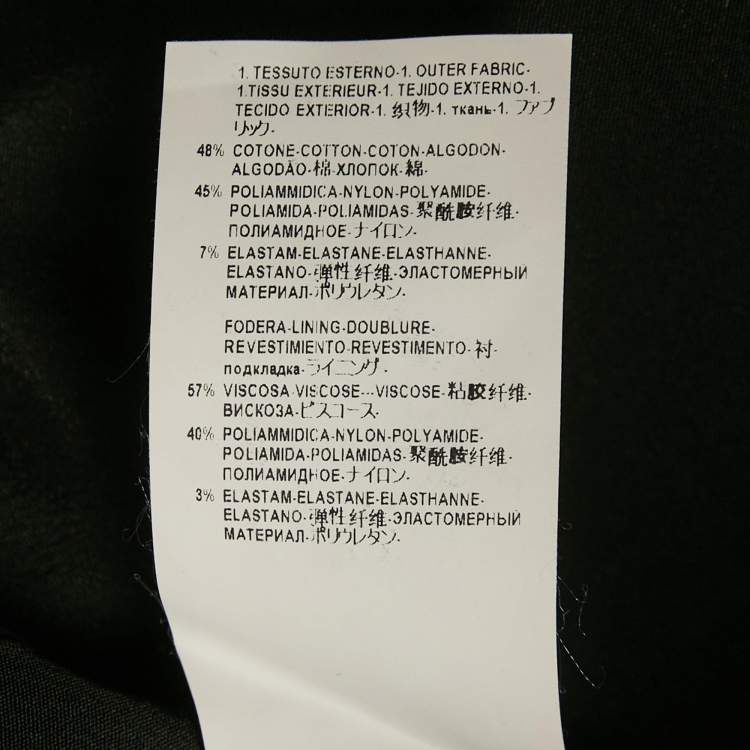 1. TESSUTO ESTERNO-1. OUTER FABRIC-
1.TISSU EXTERIEUR-1. TEJIDO EXTERNO-1.
TECIDO EXTERIOR-1. 织物-1. ткань-1. ファブ
リック-
48% COTONE-COTTON-COTON-ALGODON-
ALGODÃO-棉-ХЛОПОК-綿-
45% POLIAMMIDICA-NYLON-POLYAMIDE-
POLIAMIDA-POLIAMIDAS-聚酰胺纤维-
ПОЛИАМИДНОЕ-ナイロン-
7% ELASTAM-ELASTANE-ELASTHANNE-
ELASTANO-弹性纤维-ЭЛАСТОМЕРНЫЙ
МАТЕРИАЛ-ポリウレタン-
FODERA-LINING-DOUBLURE-
REVESTIMIENTO-REVESTIMENTO-衬-
подкладка-ライニング-
57% VISCOSA-VISCOSE---VISCOSE-粘胶纤维-
ВИСКОЗА-ビスコース-
40% POLIAMMIDICA-NYLON-POLYAMIDE-
POLIAMIDA-POLIAMIDAS-聚酰胺纤维-
ПОЛИАМИДНОЕ-ナイロン-
3% ELASTAM-ELASTANE-ELASTHANNE-
ELASTANO-弹性纤维-ЭЛАСТОМЕРНЫЙ
МАТЕРИАЛ-ポリウレタン-